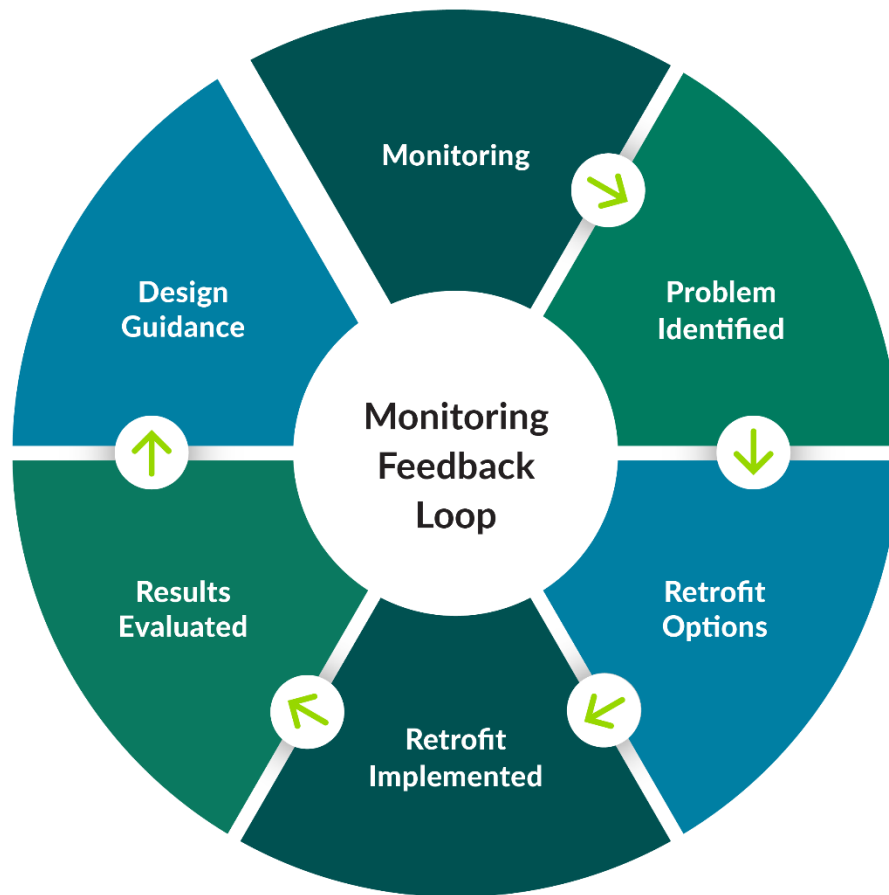 Monitoring
Problem
Identified
Retrofit
Options
Retrofit
Implemented
Results
Evaluated
Design
Guidance
Monitoring
Feedback
Loop